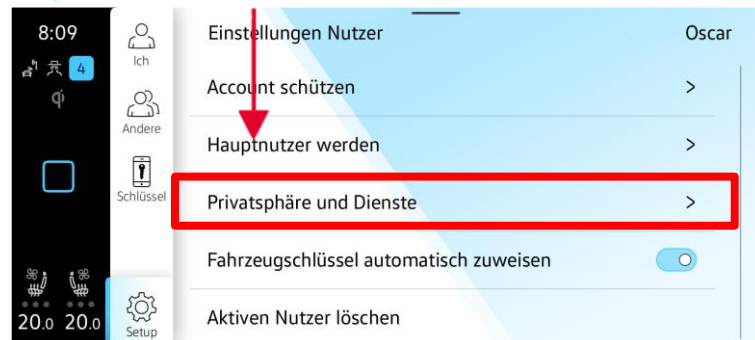 8:09
4
qi
20.0 20.0
Ich
Andere
Schlüssel
Setup
Einstellungen Nutzer Oscar
Account schützen >
Hauptnutzer werden >
Privatsphäre und Dienste >
Fahrzeugschlüssel automatisch zuweisen
Aktiven Nutzer löschen